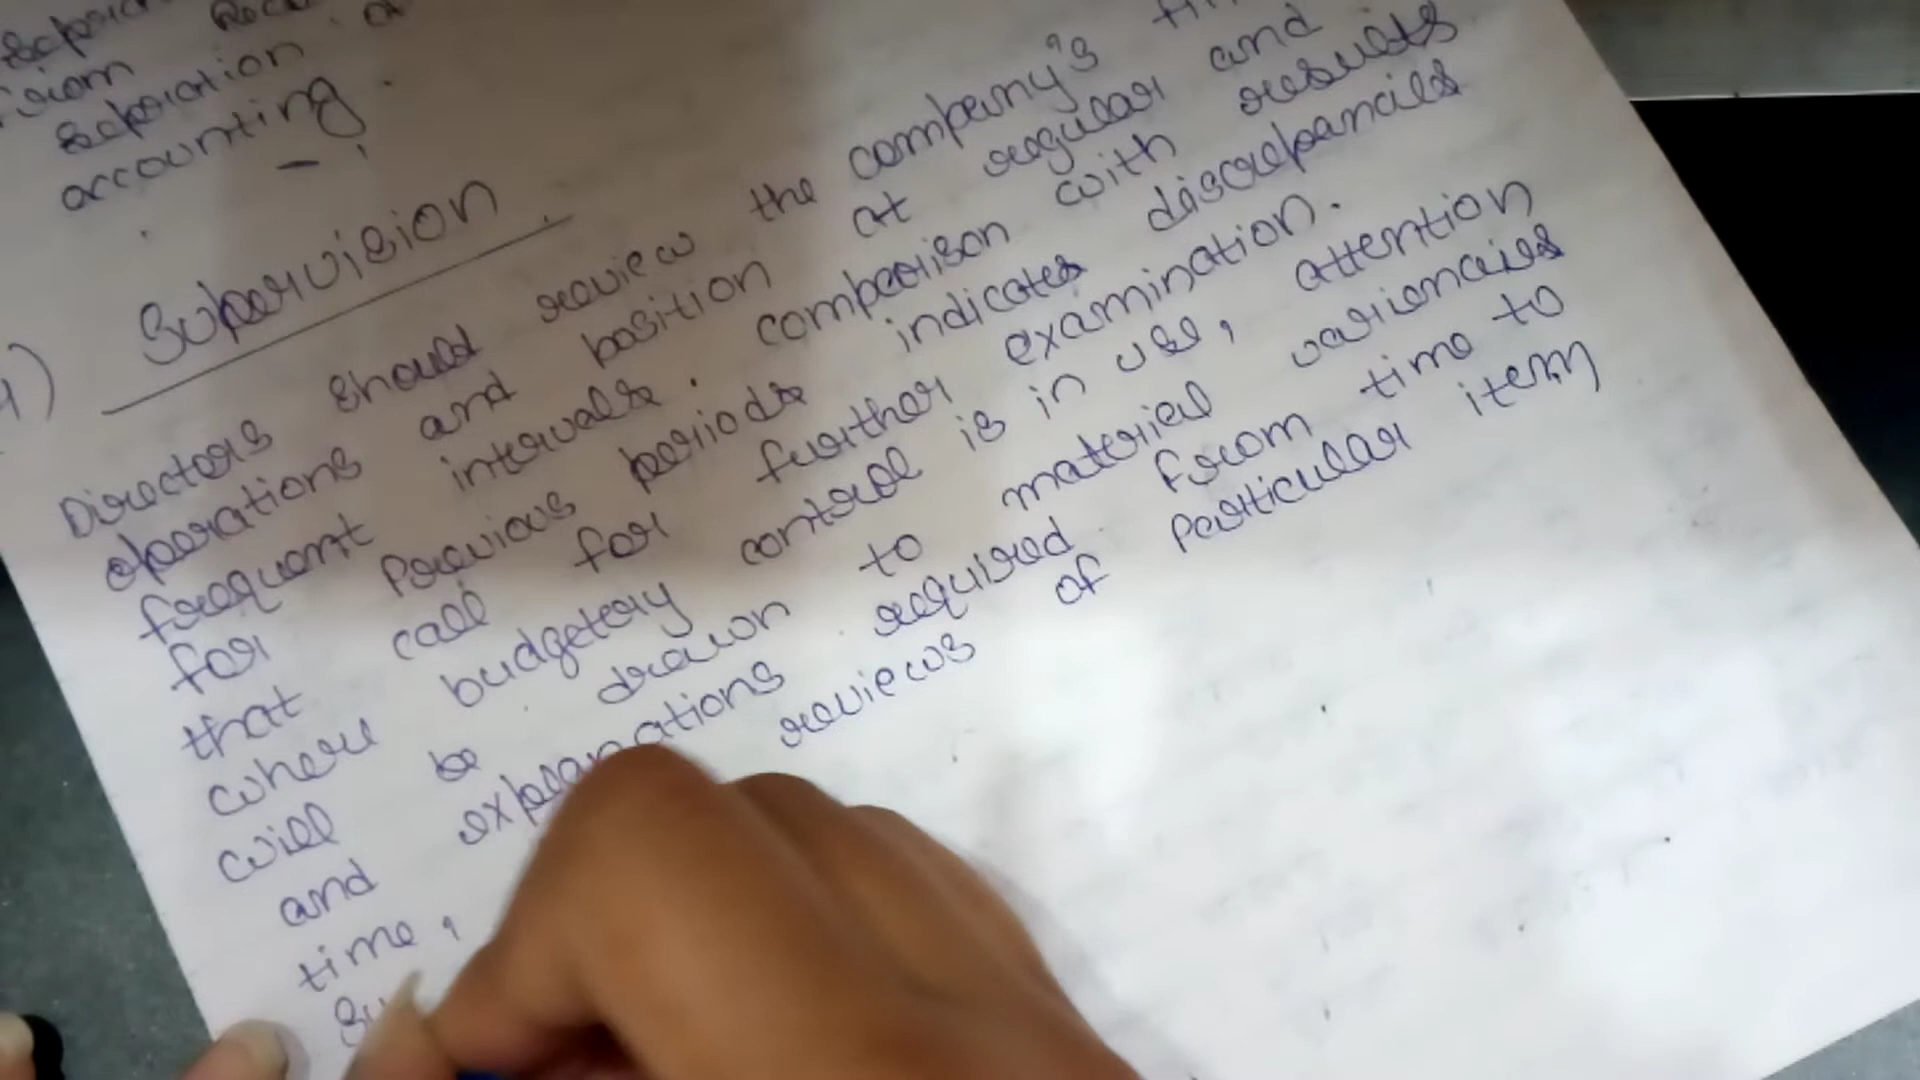 accounting.
4) Supervision
Directors should review the company's
operations and position at regular and
frequent intervals. comparison with results
for Previous periods indicates discrepancies
that call for further examination.
where budgetary control is in use, attention
will be drawn to material variancies
and explanations required from time to
time, reviews of particular item